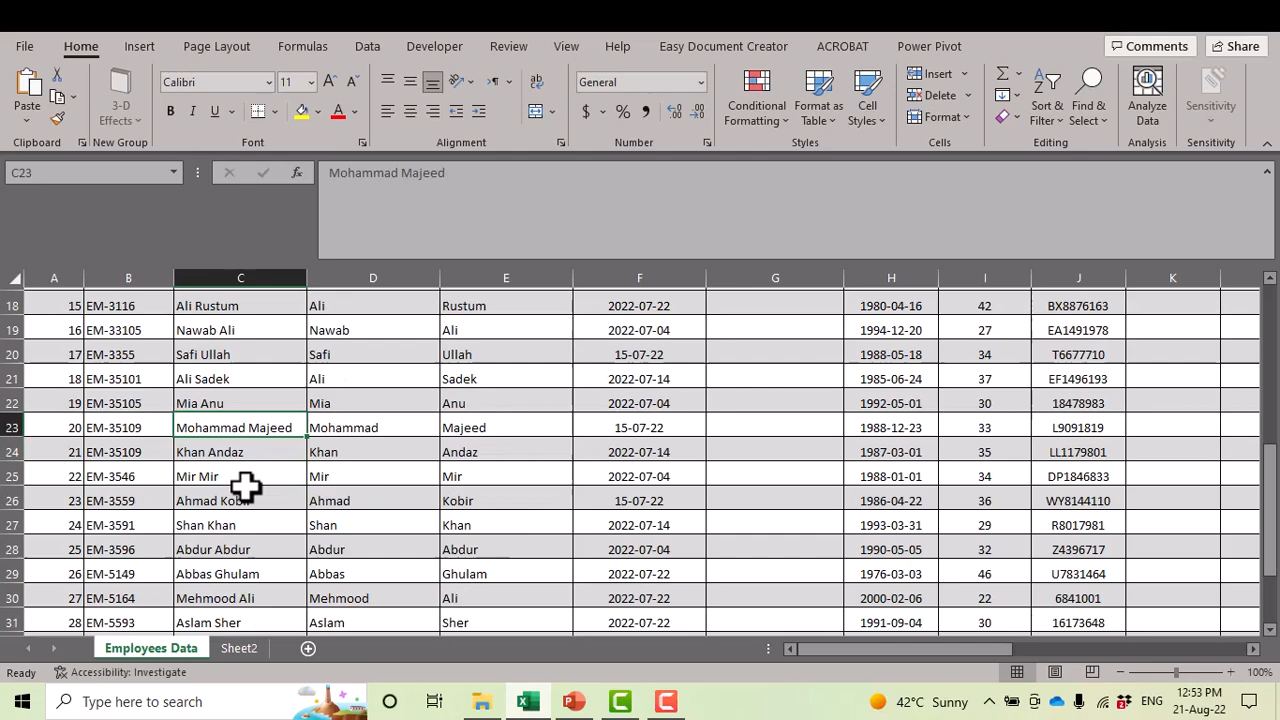 File Home Insert Page Layout Formulas Data Developer Review View Help Easy Document Creator ACROBAT Power Pivot Comments Share
Calibri 11 General Insert
Paste 3-D Effects B I U A Conditional Formatting Format as Table Cell Styles Delete Sort & Filter Find & Select Analyze Data Sensitivity
$ % Format
Clipboard New Group Font Alignment Number Styles Cells Editing Analysis Sensitivity
C23 fx Mohammad Majeed
A B C D E F G H I J K
18 15 EM-3116 Ali Rustum Ali Rustum 2022-07-22 1980-04-16 42 BX8876163
19 16 EM-33105 Nawab Ali Nawab Ali 2022-07-04 1994-12-20 27 EA1491978
20 17 EM-3355 Safi Ullah Safi Ullah 15-07-22 1988-05-18 34 T6677710
21 18 EM-35101 Ali Sadek Ali Sadek 2022-07-14 1985-06-24 37 EF1496193
22 19 EM-35105 Mia Anu Mia Anu 2022-07-04 1992-05-01 30 18478983
23 20 EM-35109 Mohammad Majeed Mohammad Majeed 15-07-22 1988-12-23 33 L9091819
24 21 EM-35109 Khan Andaz Khan Andaz 2022-07-14 1987-03-01 35 LL1179801
25 22 EM-3546 Mir Mir Mir Mir 2022-07-22 1988-01-01 34 DP1846833
26 23 EM-3559 Ahmad Kobir Ahmad Kobir 15-07-22 1986-04-22 36 WY8144110
27 24 EM-3591 Shan Khan Shan Khan 2022-07-14 1993-03-31 29 R8017981
28 25 EM-3596 Abdur Abdur Abdur Abdur 2022-07-04 1990-05-05 32 Z4396717
29 26 EM-5149 Abbas Ghulam Abbas Ghulam 2022-07-22 1976-03-03 46 U7831464
30 27 EM-5164 Mehmood Ali Mehmood Ali 2022-07-22 2000-02-06 22 6841001
31 28 EM-5593 Aslam Sher Aslam Sher 2022-07-22 1991-09-04 30 16173648
Employees Data Sheet2
Ready Accessibility: Investigate 100%
Type here to search 42°C Sunny ENG 12:53 PM
21-Aug-22